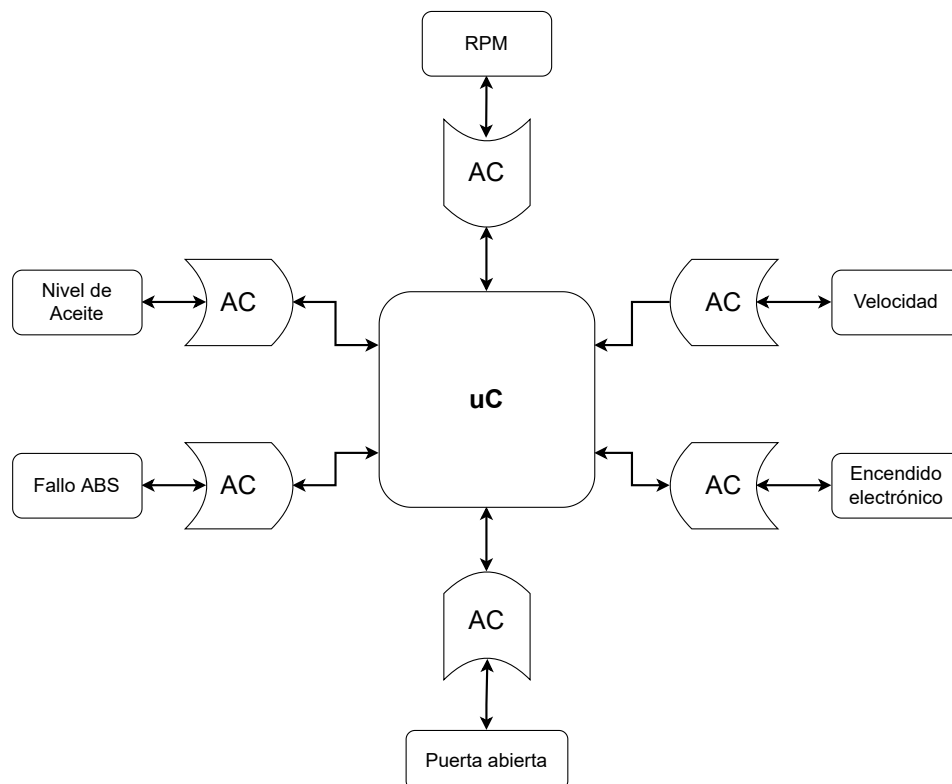 RPM
AC
Nivel de
Aceite
AC
AC
Velocidad
uC
Fallo ABS
AC
AC
Encendido
electrónico
AC
Puerta abierta